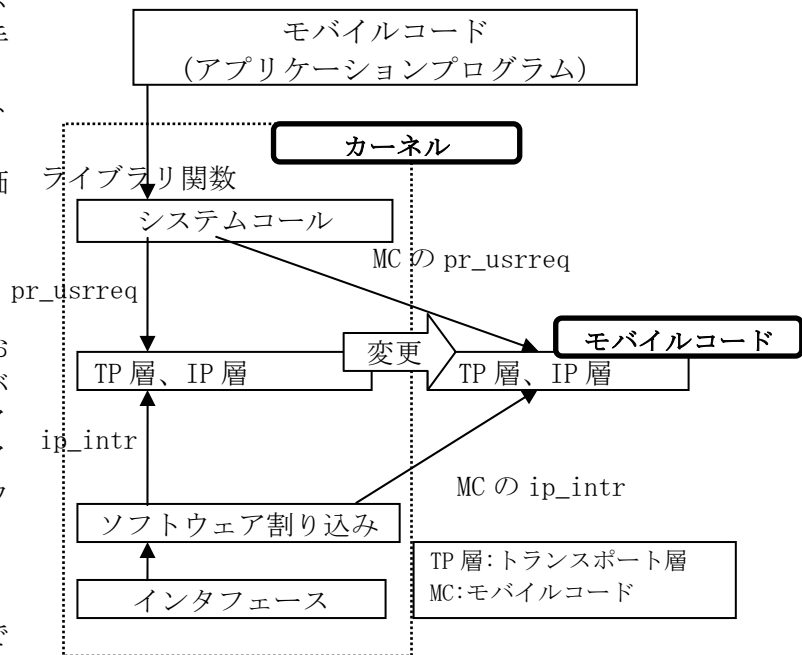 モバイルコード
(アプリケーションプログラム)
カーネル
ライブラリ関数
システムコール
MC の pr_usrreq
pr_usrreq
モバイルコード
TP 層、IP 層
変更
TP 層、IP 層
ip_intr
MC の ip_intr
ソフトウェア割り込み
TP 層:トランスポート層
MC:モバイルコード
インタフェース